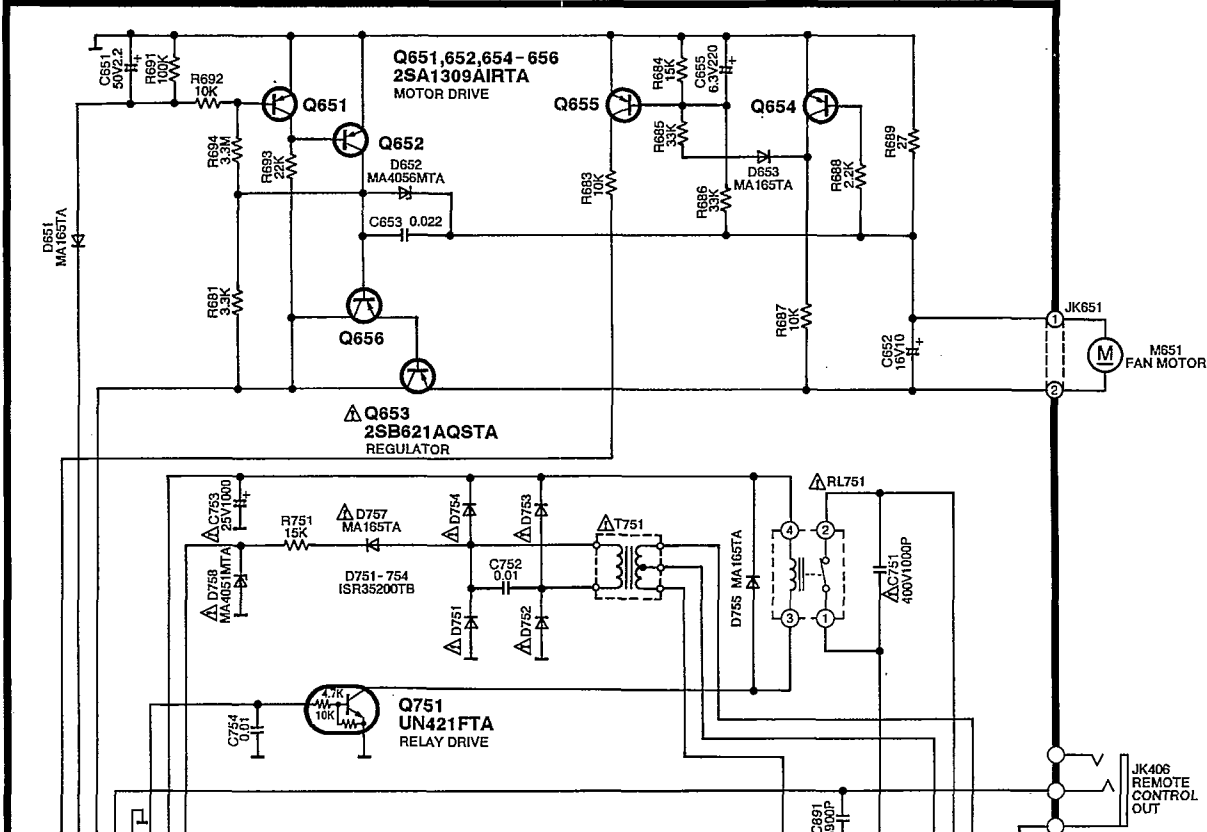 Q651,652,654-656
2SA1309AIRTA
MOTOR DRIVE
C651
50V2.2
R691
100K
R692
10K
Q651
Q652
R694
3.3M
R693
22K
D652
MA4056MTA
C653 0.022
D651
MA165TA
R681
3.3K
Q656
Q653
2SB621AQSTA
REGULATOR
Q655
R684
15K
C655
6.3V220
Q654
R685
33K
D653
MA165TA
R683
10K
R686
33K
R688
2.2K
R689
27
R687
10K
C652
16V10
JK651
1
2
M
M651
FAN MOTOR
C753
25V1000
R751
15K
D757
MA165TA
D754
D753
T751
D758
MA4051MTA
D751-754
ISR35200TB
C752
0.01
D751
D752
D755 MA165TA
RL751
4
2
3
1
C751
400V1000P
4.7K
10K
Q751
UN421FTA
RELAY DRIVE
C754
0.01
C891
JK406
REMOTE
CONTROL
OUT